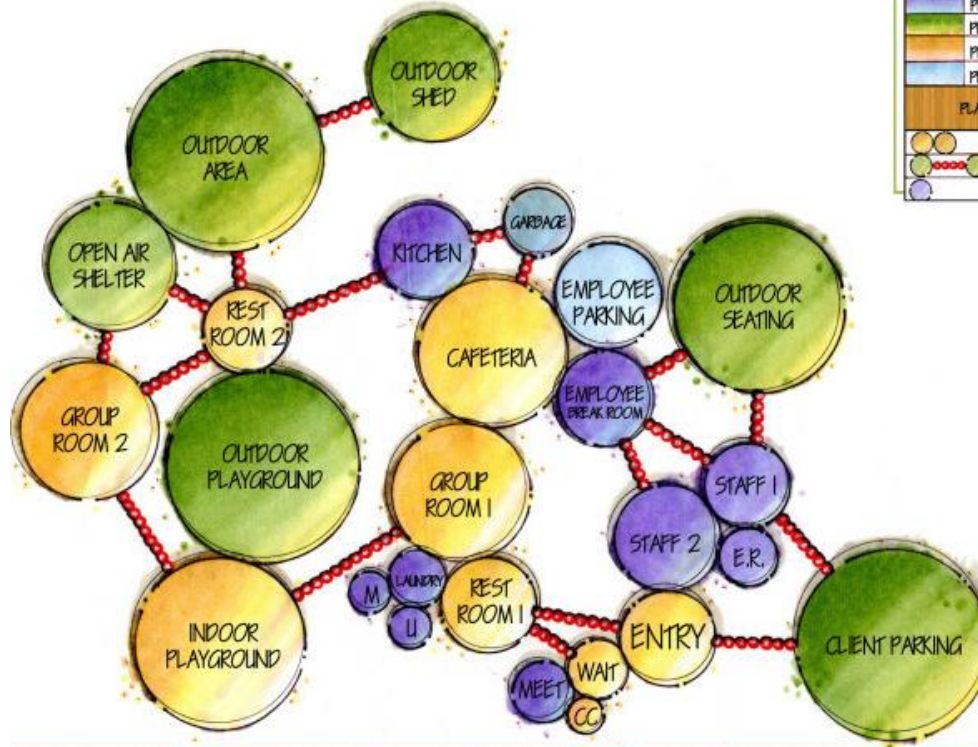 OUTDOOR
SHED
OUTDOOR
AREA
GARBAGE
KITCHEN
OPEN AIR
SHELTER
EMPLOYEE
PARKING
OUTDOOR
SEATING
REST
ROOM 2
CAFETERIA
EMPLOYEE
BREAK ROOM
GROUP
ROOM 2
OUTDOOR
PLAYGROUND
GROUP
ROOM 1
STAFF 1
STAFF 2
E.R.
LAUNDRY
M
REST
ROOM 1
U
INDOOR
PLAYGROUND
ENTRY
CLIENT PARKING
WAIT
MEET
CC